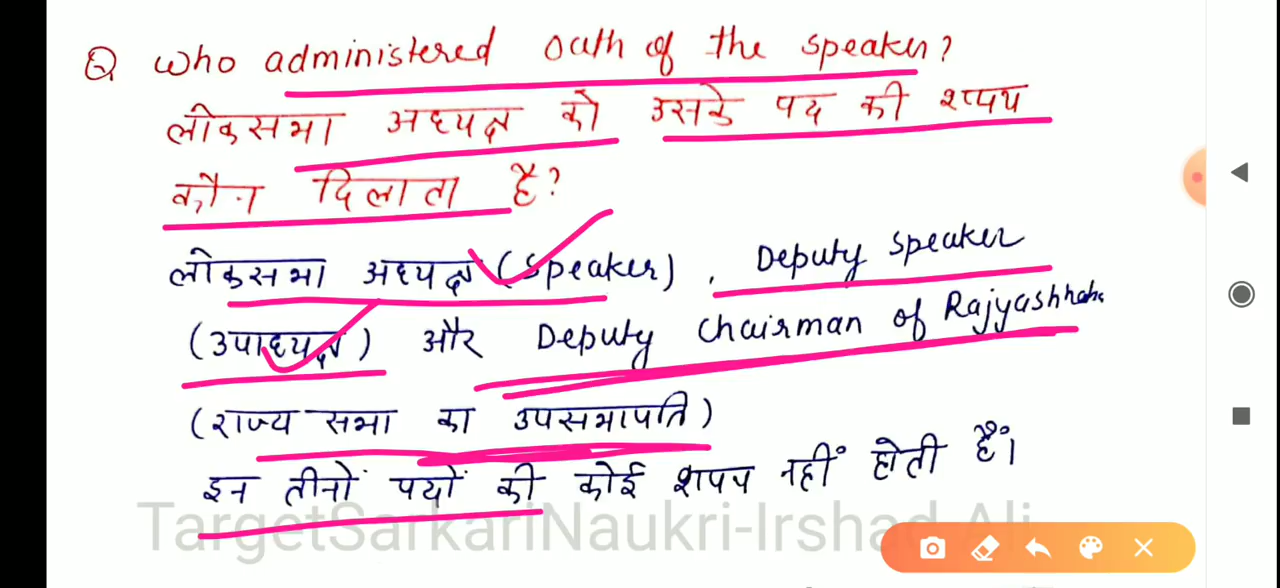 Q who administered oath of the speaker?
लोकसभा अध्यक्ष को उसके पद की शपथ
कौन दिलाता है?
लोकसभा अध्यक्ष (Speaker), Deputy speaker
(उपाध्यक्ष) और Deputy chairman of Rajyashhabha
(राज्य सभा का उपसभापति)
इन तीनों पदों की कोई शपथ नहीं होती हैं।
TargetSarkariNaukri-Irshad Ali